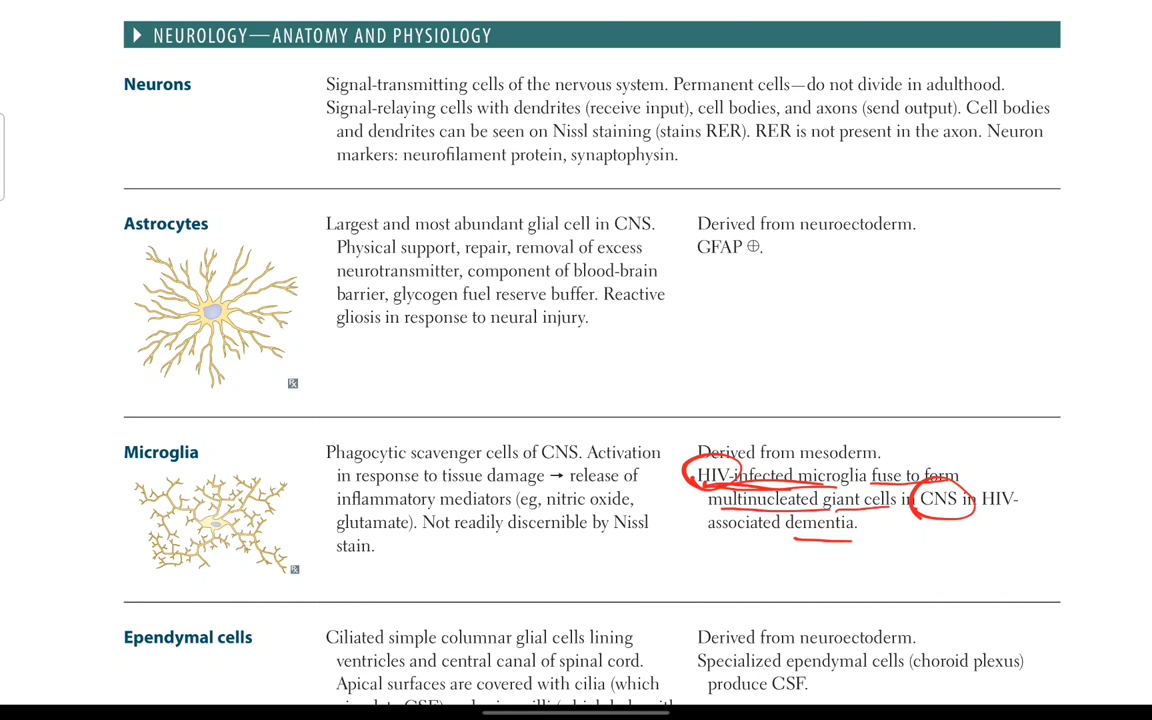 NEUROLOGY—ANATOMY AND PHYSIOLOGY
Neurons
Signal-transmitting cells of the nervous system. Permanent cells—do not divide in adulthood.
Signal-relaying cells with dendrites (receive input), cell bodies, and axons (send output). Cell bodies
and dendrites can be seen on Nissl staining (stains RER). RER is not present in the axon. Neuron
markers: neurofilament protein, synaptophysin.
Astrocytes
Largest and most abundant glial cell in CNS.
Physical support, repair, removal of excess
neurotransmitter, component of blood-brain
barrier, glycogen fuel reserve buffer. Reactive
gliosis in response to neural injury.
Derived from neuroectoderm.
GFAP ⊕.
Rx
Microglia
Phagocytic scavenger cells of CNS. Activation
in response to tissue damage → release of
inflammatory mediators (eg, nitric oxide,
glutamate). Not readily discernible by Nissl
stain.
Derived from mesoderm.
HIV-infected microglia fuse to form
multinucleated giant cells in CNS in HIV-
associated dementia.
Rx
Ependymal cells
Ciliated simple columnar glial cells lining
ventricles and central canal of spinal cord.
Apical surfaces are covered with cilia (which
Derived from neuroectoderm.
Specialized ependymal cells (choroid plexus)
produce CSF.